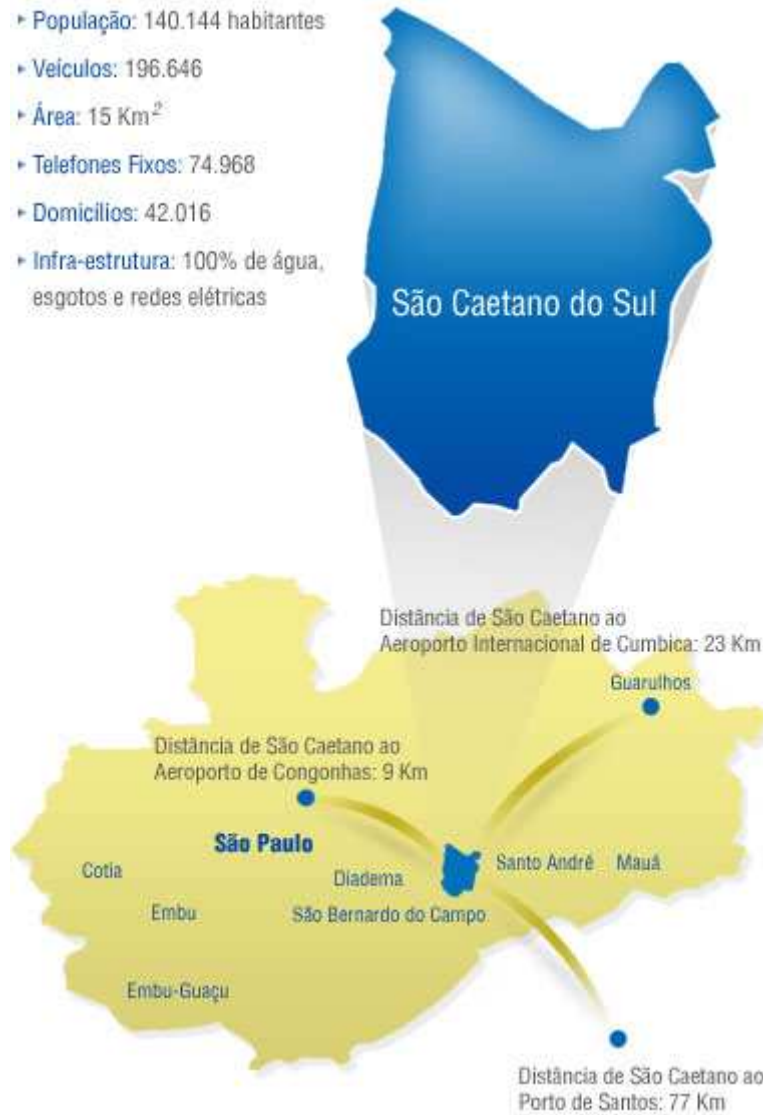 ‣ População: 140.144 habitantes
‣ Veículos: 196.646
‣ Área: 15 Km²
‣ Telefones Fixos: 74.968
‣ Domicílios: 42.016
‣ Infra-estrutura: 100% de água,
esgotos e redes elétricas
São Caetano do Sul
Distância de São Caetano ao
Aeroporto Internacional de Cumbica: 23 Km
Guarulhos
Distância de São Caetano ao
Aeroporto de Congonhas: 9 Km
São Paulo
Cotia
Diadema
Santo André
Mauá
Embu
São Bernardo do Campo
Embu-Guaçu
Distância de São Caetano ao
Porto de Santos: 77 Km